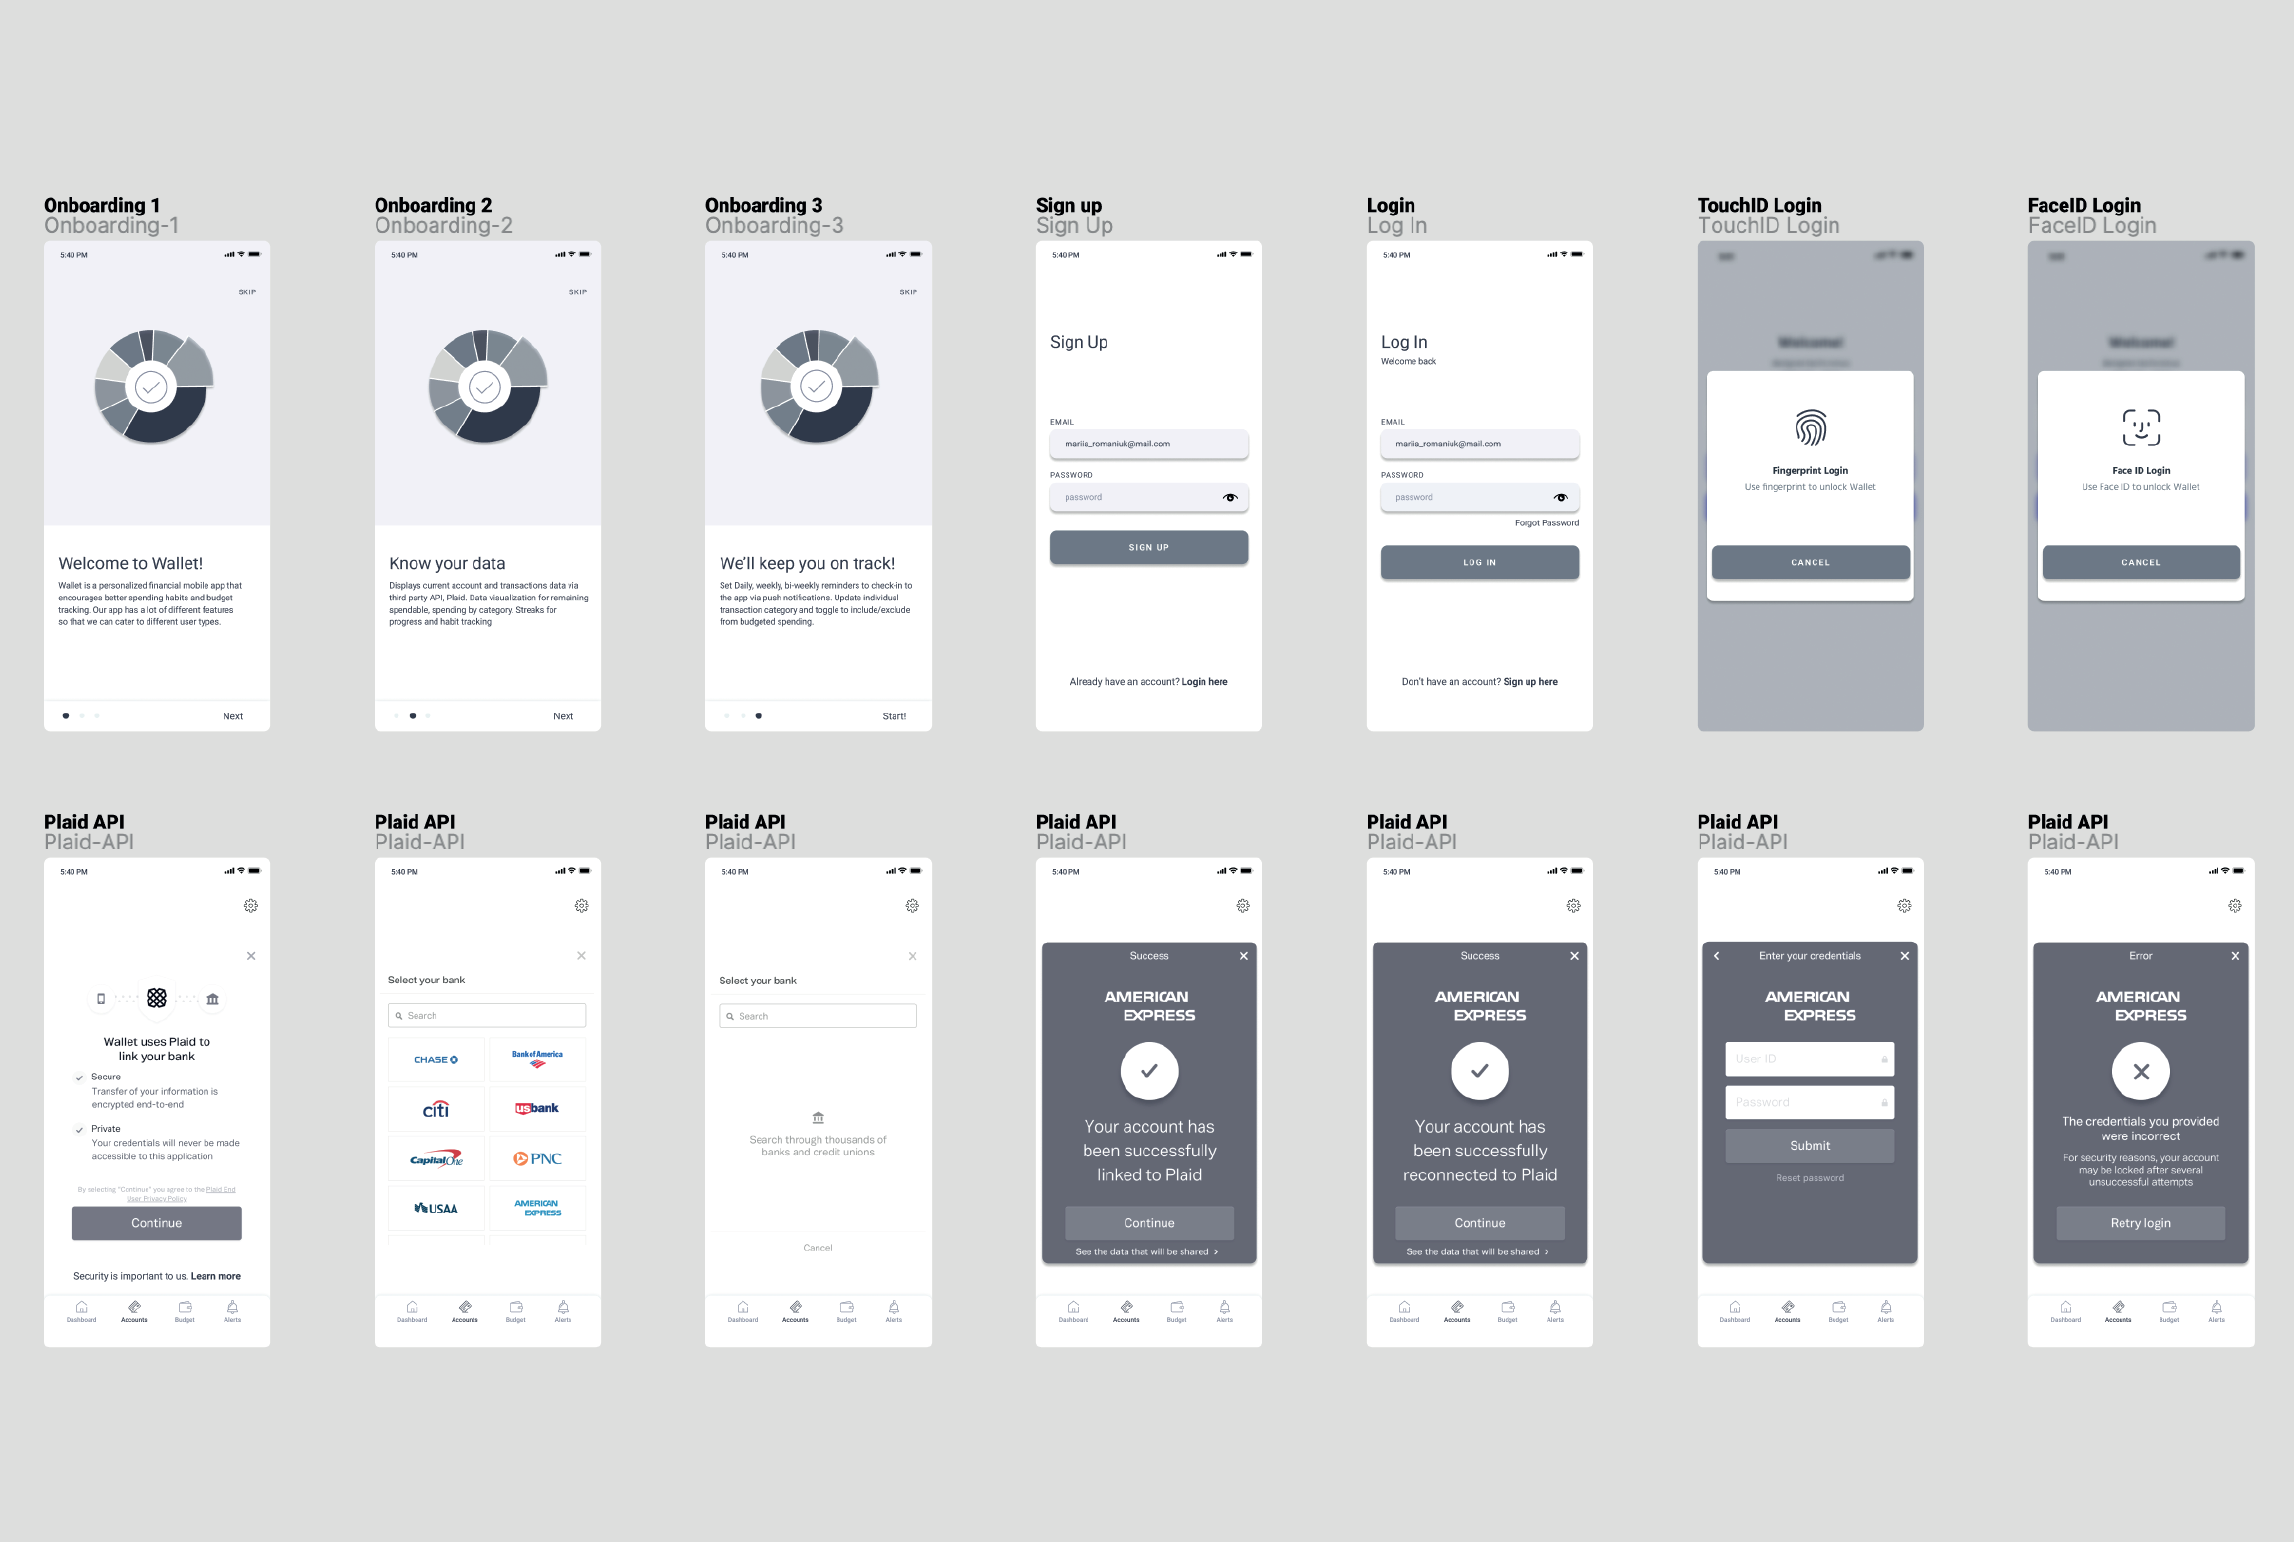 Onboarding 1
Onboarding-1
5:40 PM
SKIP
Welcome to Wallet!
Wallet is a personalized financial mobile app that
encourages better spending habits and budget
tracking. Our app has a lot of different features
so that we can cater to different user types.
Next
Onboarding 2
Onboarding-2
5:40 PM
SKIP
Know your data
Displays current account and transactions data via
third party API, Plaid. Data visualization for remaining
spendable, spending by category. Streaks for
progress and habit tracking
Next
Onboarding 3
Onboarding-3
5:40 PM
SKIP
We'll keep you on track!
Set Daily, weekly, bi-weekly reminders to check-in to
the app via push notifications. Update individual
transaction category and toggle to include/exclude
from budgeted spending.
Start!
Sign up
Sign Up
5:40 PM
Sign Up
EMAIL
mariia_romaniuk@mail.com
PASSWORD
password
SIGN UP
Already have an account? Login here
Login
Log In
5:40 PM
Log In
Welcome back
EMAIL
mariia_romaniuk@mail.com
PASSWORD
password
Forgot Password
LOG IN
Don't have an account? Sign up here
TouchID Login
TouchID Login
Welcome!
Fingerprint Login
Use fingerprint to unlock Wallet
CANCEL
FaceID Login
FaceID Login
Welcome!
Face ID Login
Use Face ID to unlock Wallet
CANCEL
Plaid API
Plaid-API
5:40 PM
Wallet uses Plaid to
link your bank
Secure
Transfer of your information is
encrypted end-to-end
Private
Your credentials will never be made
accessible to this application
By selecting "Continue" you agree to the Plaid End
User Privacy Policy
Continue
Security is important to us. Learn more
Dashboard Accounts Budget Alerts
Plaid API
Plaid-API
5:40 PM
Select your bank
Search
CHASE
Bank of America
citi
usbank
Capital One
PNC
USAA
AMERICAN
EXPRESS
Dashboard Accounts Budget Alerts
Plaid API
Plaid-API
5:40 PM
Select your bank
Search
Search through thousands of
banks and credit unions
Cancel
Dashboard Accounts Budget Alerts
Plaid API
Plaid-API
5:40 PM
Success
AMERICAN
EXPRESS
Your account has
been successfully
linked to Plaid
Continue
See the data that will be shared >
Dashboard Accounts Budget Alerts
Plaid API
Plaid-API
5:40 PM
Success
AMERICAN
EXPRESS
Your account has
been successfully
reconnected to Plaid
Continue
See the data that will be shared >
Dashboard Accounts Budget Alerts
Plaid API
Plaid-API
5:40 PM
Enter your credentials
AMERICAN
EXPRESS
User ID
Password
Submit
Reset password
Dashboard Accounts Budget Alerts
Plaid API
Plaid-API
5:40 PM
Error
AMERICAN
EXPRESS
The credentials you provided
were incorrect
For security reasons, your account
may be locked after several
unsuccessful attempts
Retry login
Dashboard Accounts Budget Alerts